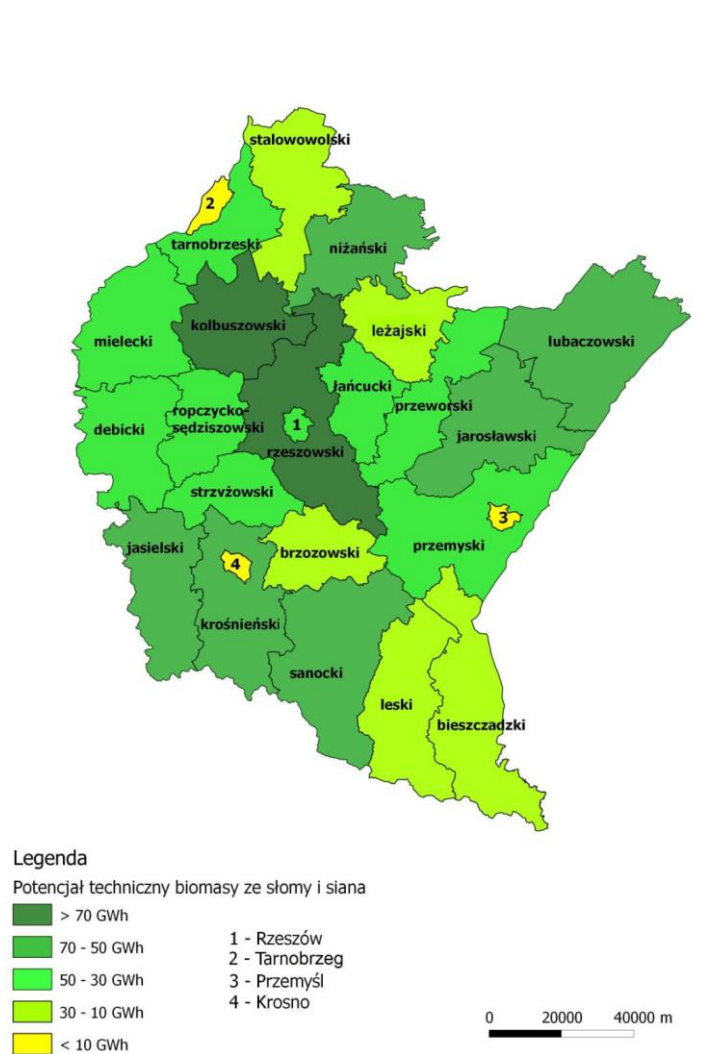 stalowowolski
2
tarnobrzeski
niżański
kolbuszowski
leżajski
mielecki
lubaczowski
łańcucki
ropczycko-
sędziszowski
przeworski
debicki
1
jarosławski
rzeszowski
strzyżowski
3
jasielski
brzozowski
przemyski
4
krośnieński
sanocki
leski
bieszczadzki
Legenda
Potencjał techniczny biomasy ze słomy i siana
> 70 GWh
70 - 50 GWh
50 - 30 GWh
30 - 10 GWh
< 10 GWh
1 - Rzeszów
2 - Tarnobrzeg
3 - Przemyśl
4 - Krosno
0 20000 40000 m